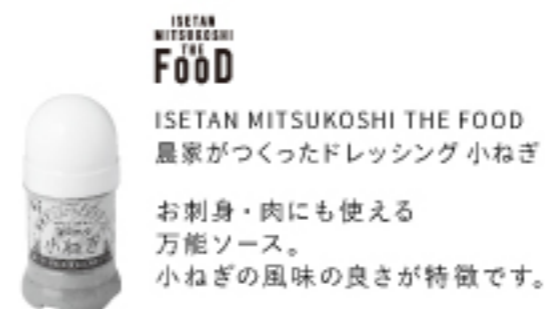 ISETAN
MITSUKOSHI
THE
FOOD
ISETAN MITSUKOSHI THE FOOD
農家がつくったドレッシング 小ねぎ
お刺身・肉にも使える
万能ソース。
小ねぎの風味の良さが特徴です。
小ねぎ